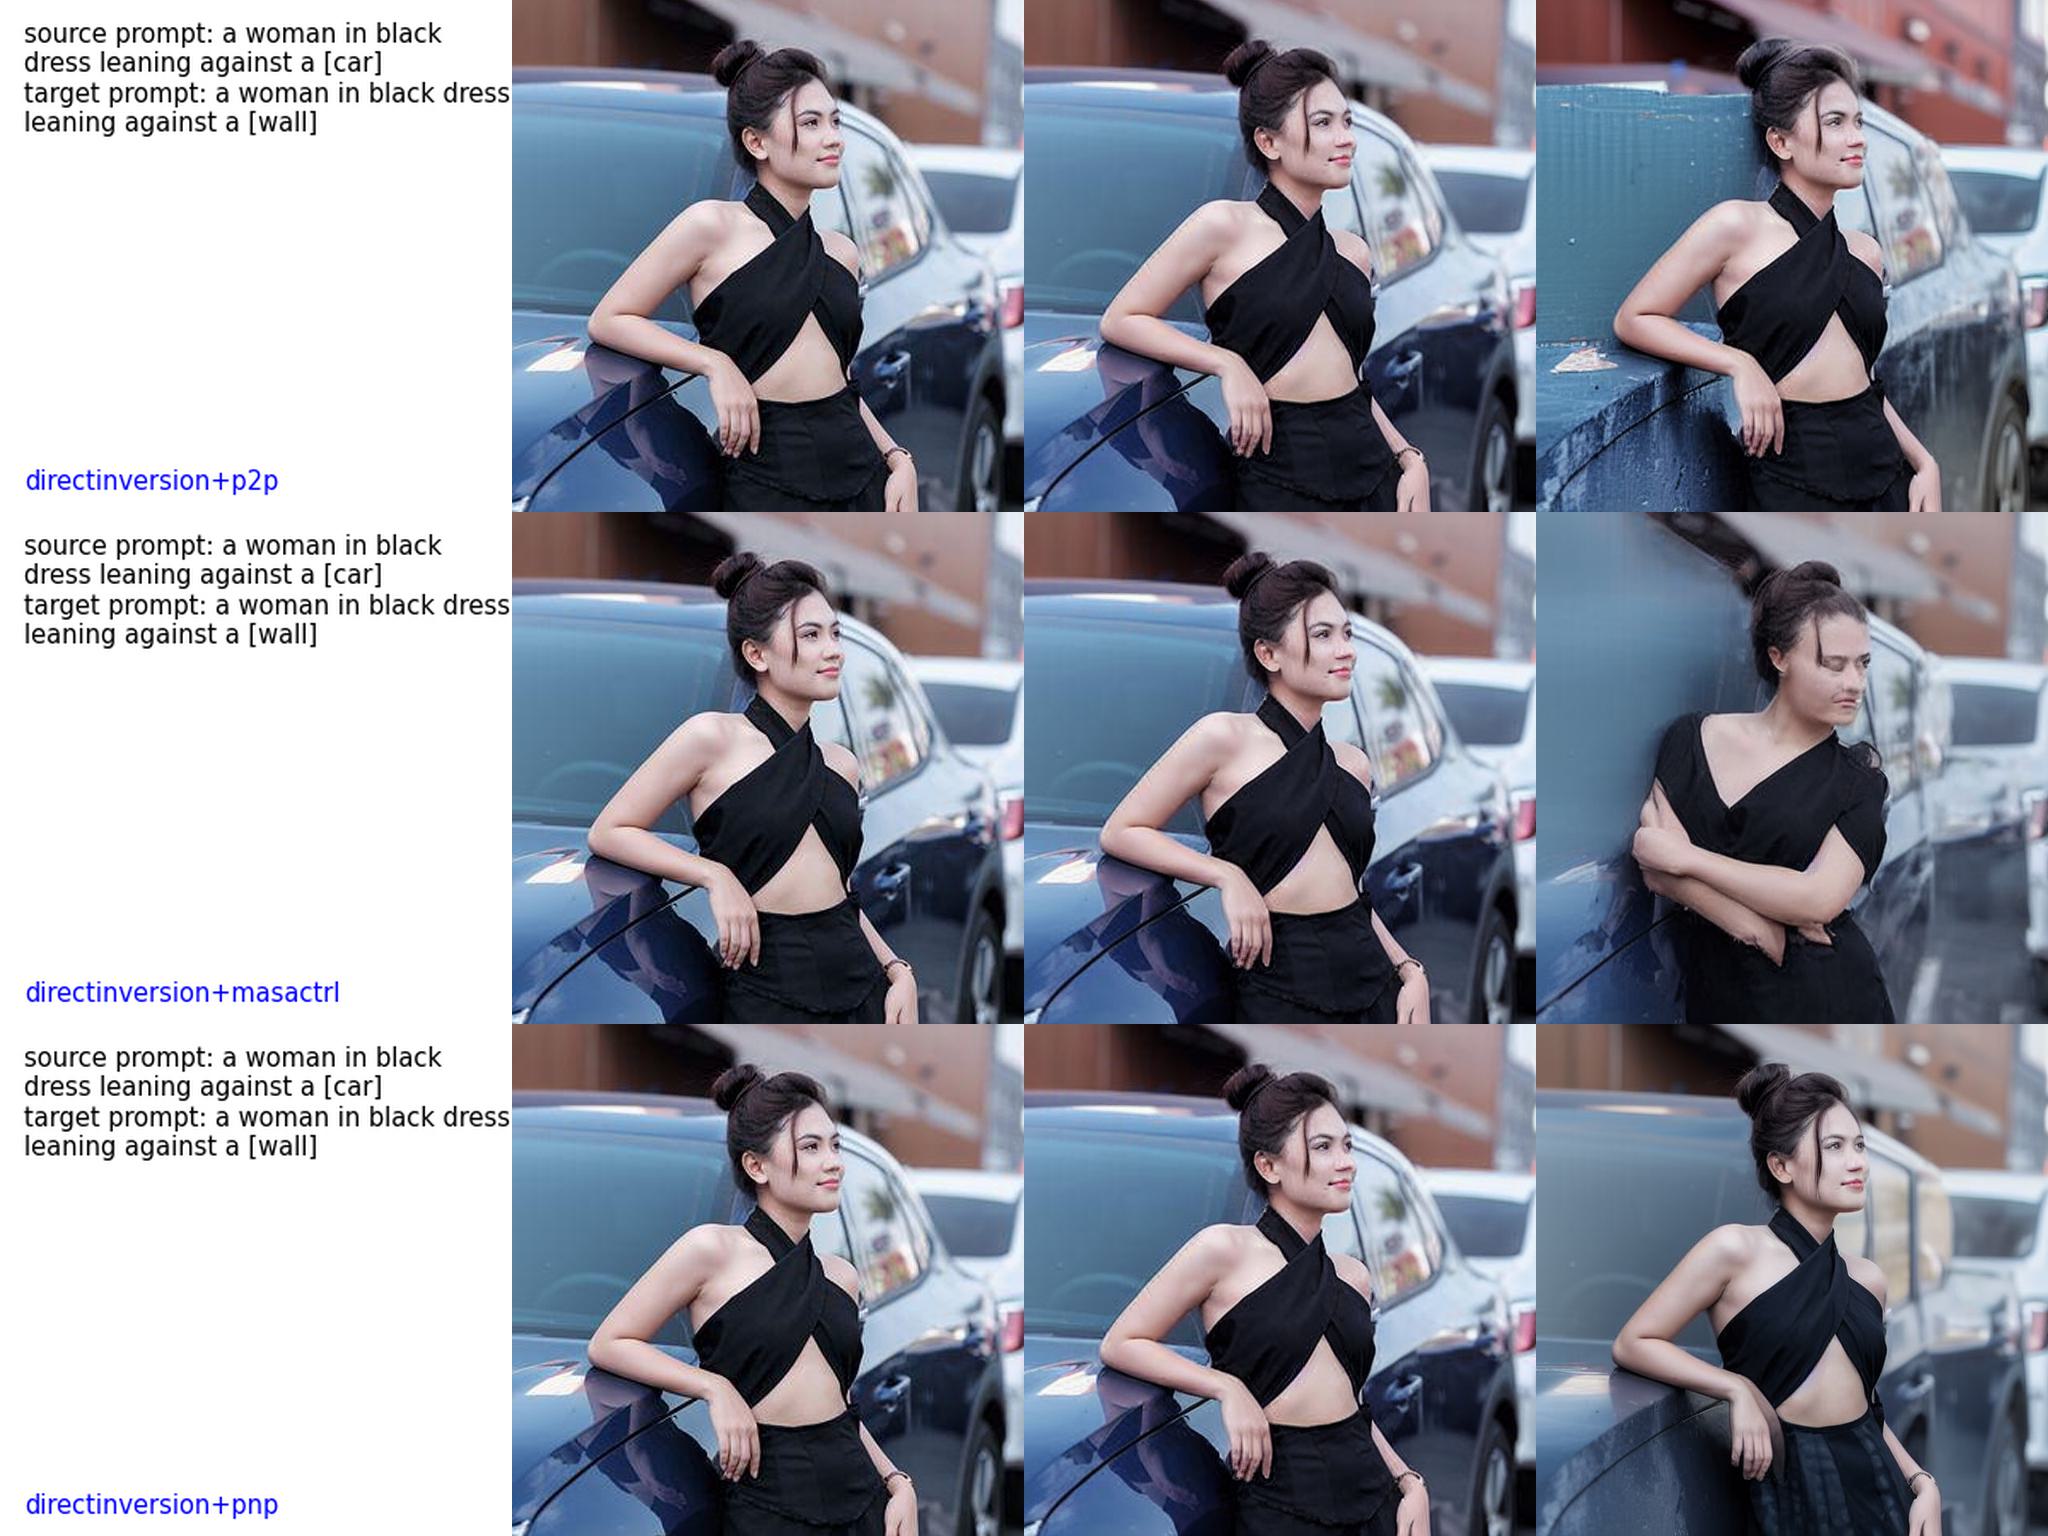 source prompt: a woman in black
dress leaning against a [car]
target prompt: a woman in black dress
leaning against a [wall]
directinversion+p2p
source prompt: a woman in black
dress leaning against a [car]
target prompt: a woman in black dress
leaning against a [wall]
directinversion+masactrl
source prompt: a woman in black
dress leaning against a [car]
target prompt: a woman in black dress
leaning against a [wall]
directinversion+pnp